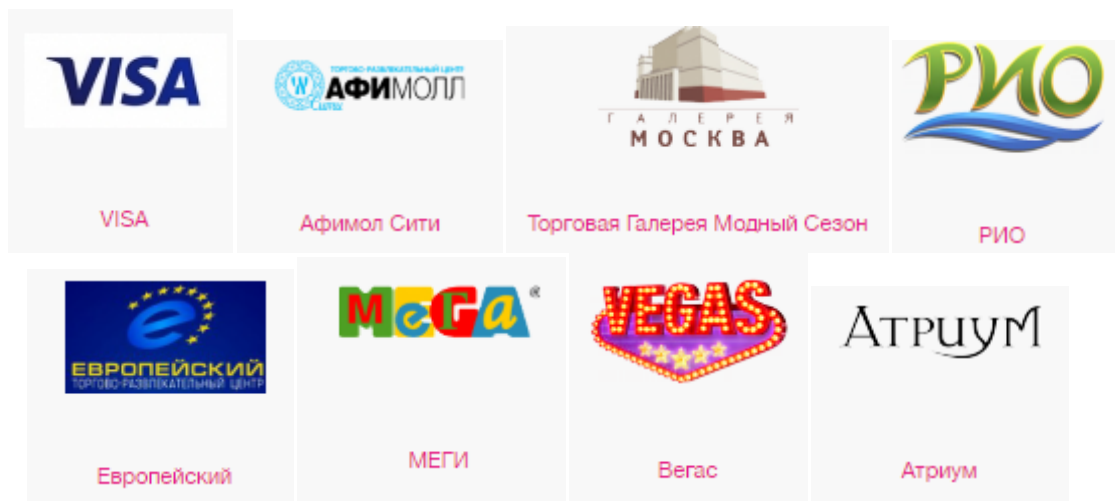 VISA
VISA
ТОРГОВО-РАЗВЛЕКАТЕЛЬНЫЙ ЦЕНТР
W АФИМОЛЛ
Сити
Афимол Сити
ГАЛЕРЕЯ
МОСКВА
Торговая Галерея Модный Сезон
РИО
РИО
e
ЕВРОПЕЙСКИЙ
ТОРГОВО-РАЗВЛЕКАТЕЛЬНЫЙ ЦЕНТР
Европейский
МеГа®
МЕГИ
VEGAS
Вегас
Атриум
Атриум